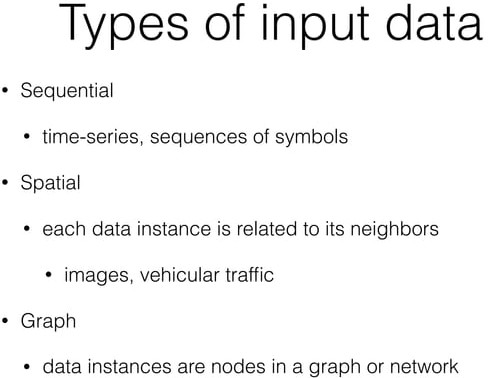 Types of input data
• Sequential
• time-series, sequences of symbols
• Spatial
• each data instance is related to its neighbors
• images, vehicular traffic
• Graph
• data instances are nodes in a graph or network